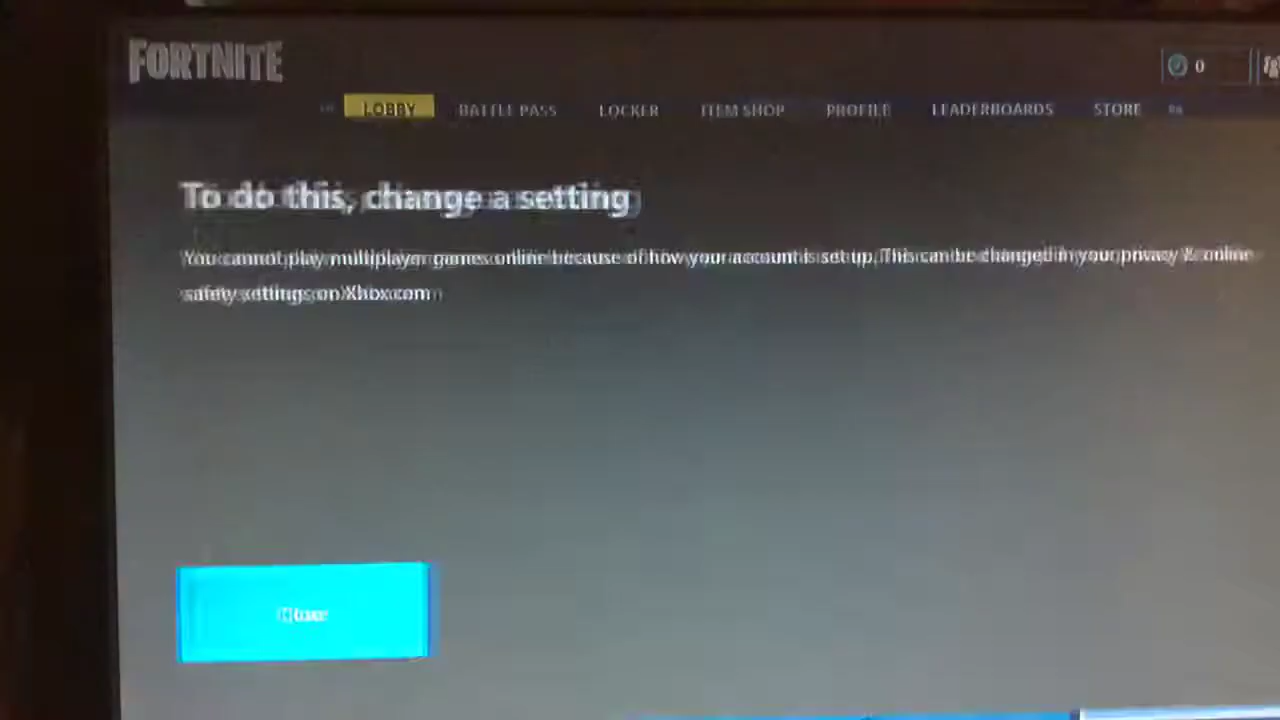 FORTNITE
0
LOBBY BATTLE PASS LOCKER ITEM SHOP PROFILE LEADERBOARDS STORE
To do this, change a setting
You cannot play multiplayer games online because of how your account is set up. This can be changed in your privacy & online
safety settings on Xbox.com
Close